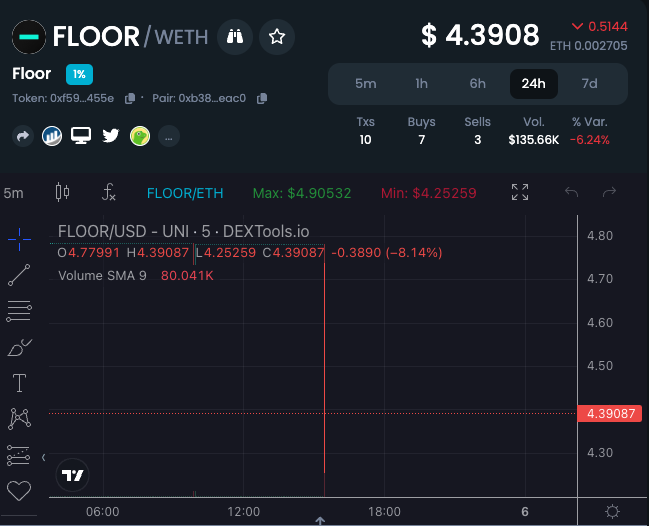 FLOOR/WETH
$ 4.3908
0.5144
ETH 0.002705
Floor 1%
Token: 0xf59...455e · Pair: 0xb38...eac0
...
5m 1h 6h 24h 7d
Txs Buys Sells Vol. % Var.
10 7 3 $135.66K -6.24%
5m FLOOR/ETH Max: $4.90532 Min: $4.25259
FLOOR/USD - UNI · 5 · DEXTools.io
O4.77991 H4.39087 L4.25259 C4.39087 -0.3890 (−8.14%)
Volume SMA 9 80.041K
4.80
4.70
4.60
4.50
4.39087
4.30
06:00 12:00 18:00 6